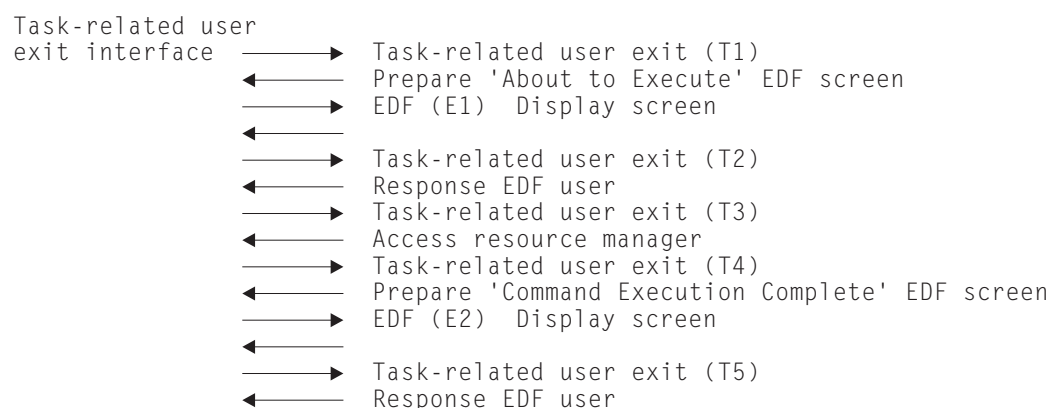 Task-related user
exit interface Task-related user exit (T1)
Prepare 'About to Execute' EDF screen
EDF (E1) Display screen
Task-related user exit (T2)
Response EDF user
Task-related user exit (T3)
Access resource manager
Task-related user exit (T4)
Prepare 'Command Execution Complete' EDF screen
EDF (E2) Display screen
Task-related user exit (T5)
Response EDF user